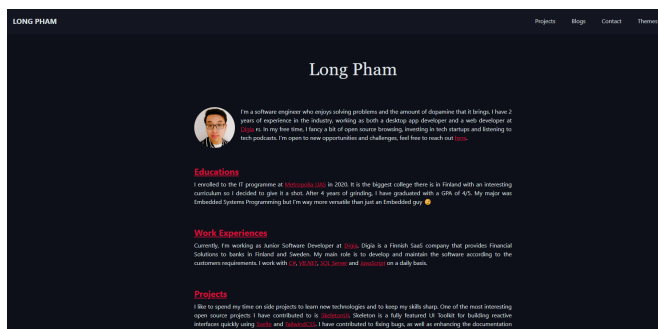 LONG PHAM
Projects
Blogs
Contact
Themes
Long Pham
I'm a software engineer who enjoys solving problems and the amount of dopamine that it brings. I have 2
years of experience in the industry, working as both a desktop app developer and a web developer at
Digia rs. In my free time, I fancy a bit of open source browsing, investing in tech startups and listening to
tech podcasts. I'm open to new opportunities and challenges, feel free to reach out here.
Educations
I enrolled to the IT programme at Metropolia UAS in 2020. It is the biggest college there is in Finland with an interesting
curriculum so I decided to give it a shot. After 4 years of grinding, I have graduated with a GPA of 4/5. My major was
Embedded Systems Programming but I'm way more versatile than just an Embedded guy 😋
Work Experiences
Currently, I'm working as Junior Software Developer at Digia. Digia is a Finnish SaaS company that provides Financial
Solutions to banks in Finland and Sweden. My main role is to develop and maintain the software according to the
customers requirements. I work with C#, VB.NET, SQL Server and JavaScript on a daily basis.
Projects
I like to spend my time on side projects to learn new technologies and to keep my skills sharp. One of the most interesting
open source projects I have contributed to is SkeletonUI. Skeleton is a fully featured UI Toolkit for building reactive
interfaces quickly using Svelte and TailwindCSS. I have contributed to fixing bugs, as well as enhancing the documentation